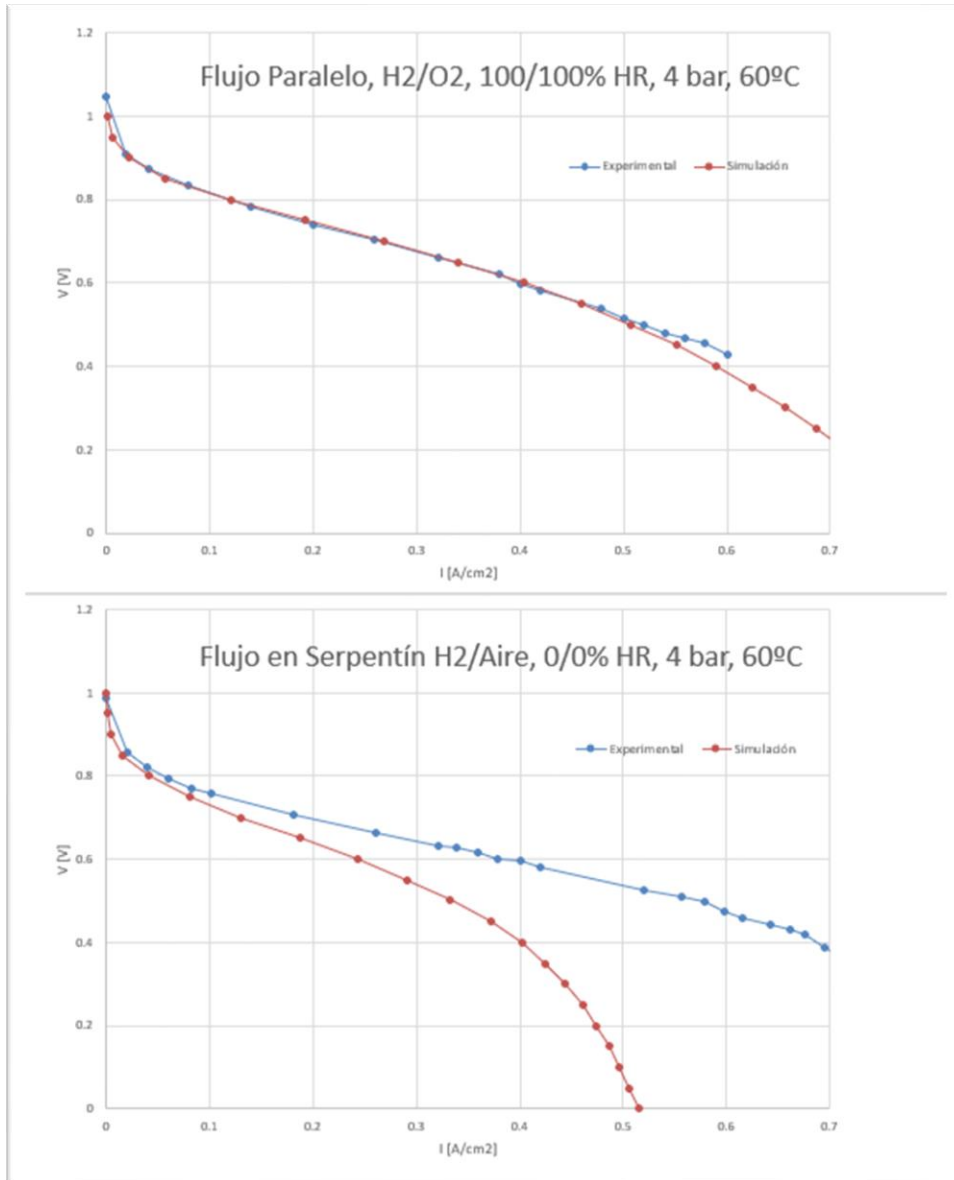 Flujo Paralelo, H2/O2, 100/100% HR, 4 bar, 60ºC
Experimental Simulación
1.2
1
0.8
0.6
0.4
0.2
0
V [V]
0 0.1 0.2 0.3 0.4 0.5 0.6 0.7
I [A/cm2]
Flujo en Serpentín H2/Aire, 0/0% HR, 4 bar, 60ºC
Experimental Simulación
1.2
1
0.8
0.6
0.4
0.2
0
V [V]
0 0.1 0.2 0.3 0.4 0.5 0.6 0.7
I [A/cm2]